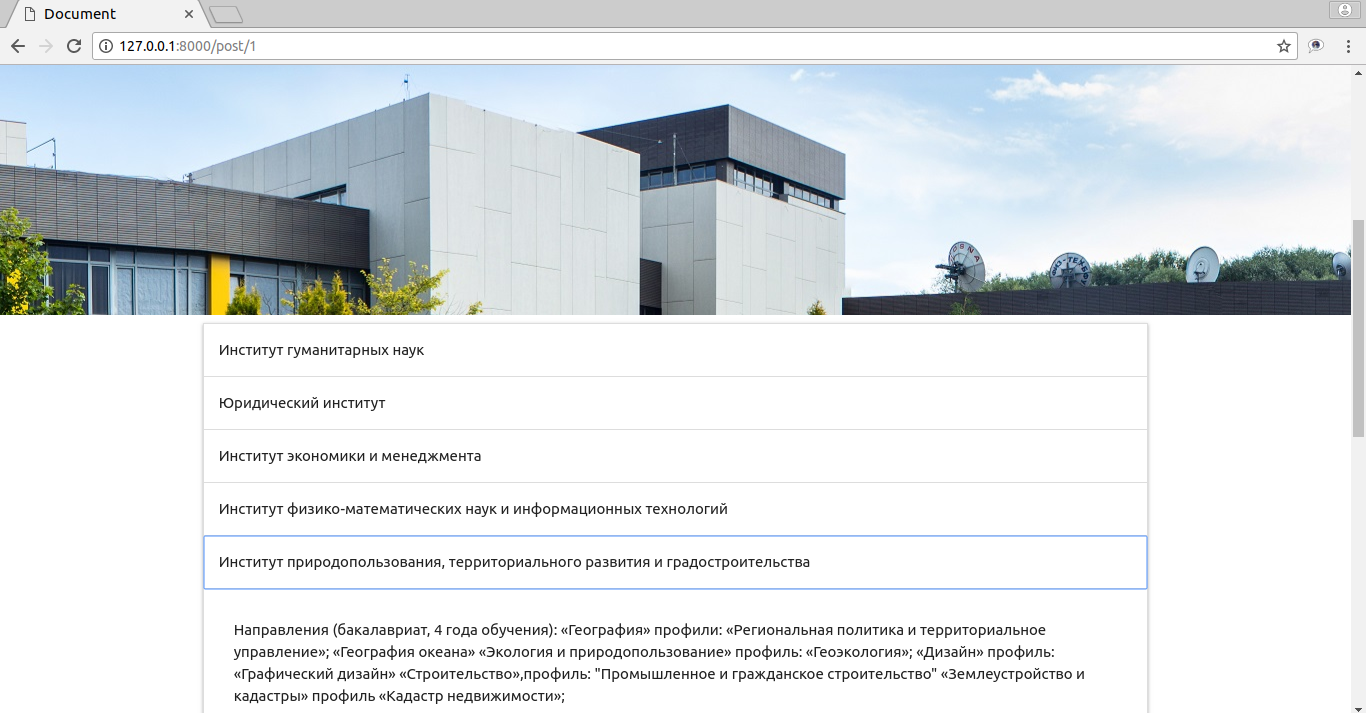 Document
127.0.0.1:8000/post/1
Институт гуманитарных наук
Юридический институт
Институт экономики и менеджмента
Институт физико-математических наук и информационных технологий
Институт природопользования, территориального развития и градостроительства
Направления (бакалавриат, 4 года обучения): «География» профили: «Региональная политика и территориальное
управление»; «География океана» «Экология и природопользование» профиль: «Геоэкология»; «Дизайн» профиль:
«Графический дизайн» «Строительство»,профиль: "Промышленное и гражданское строительство" «Землеустройство и
кадастры» профиль «Кадастр недвижимости»;